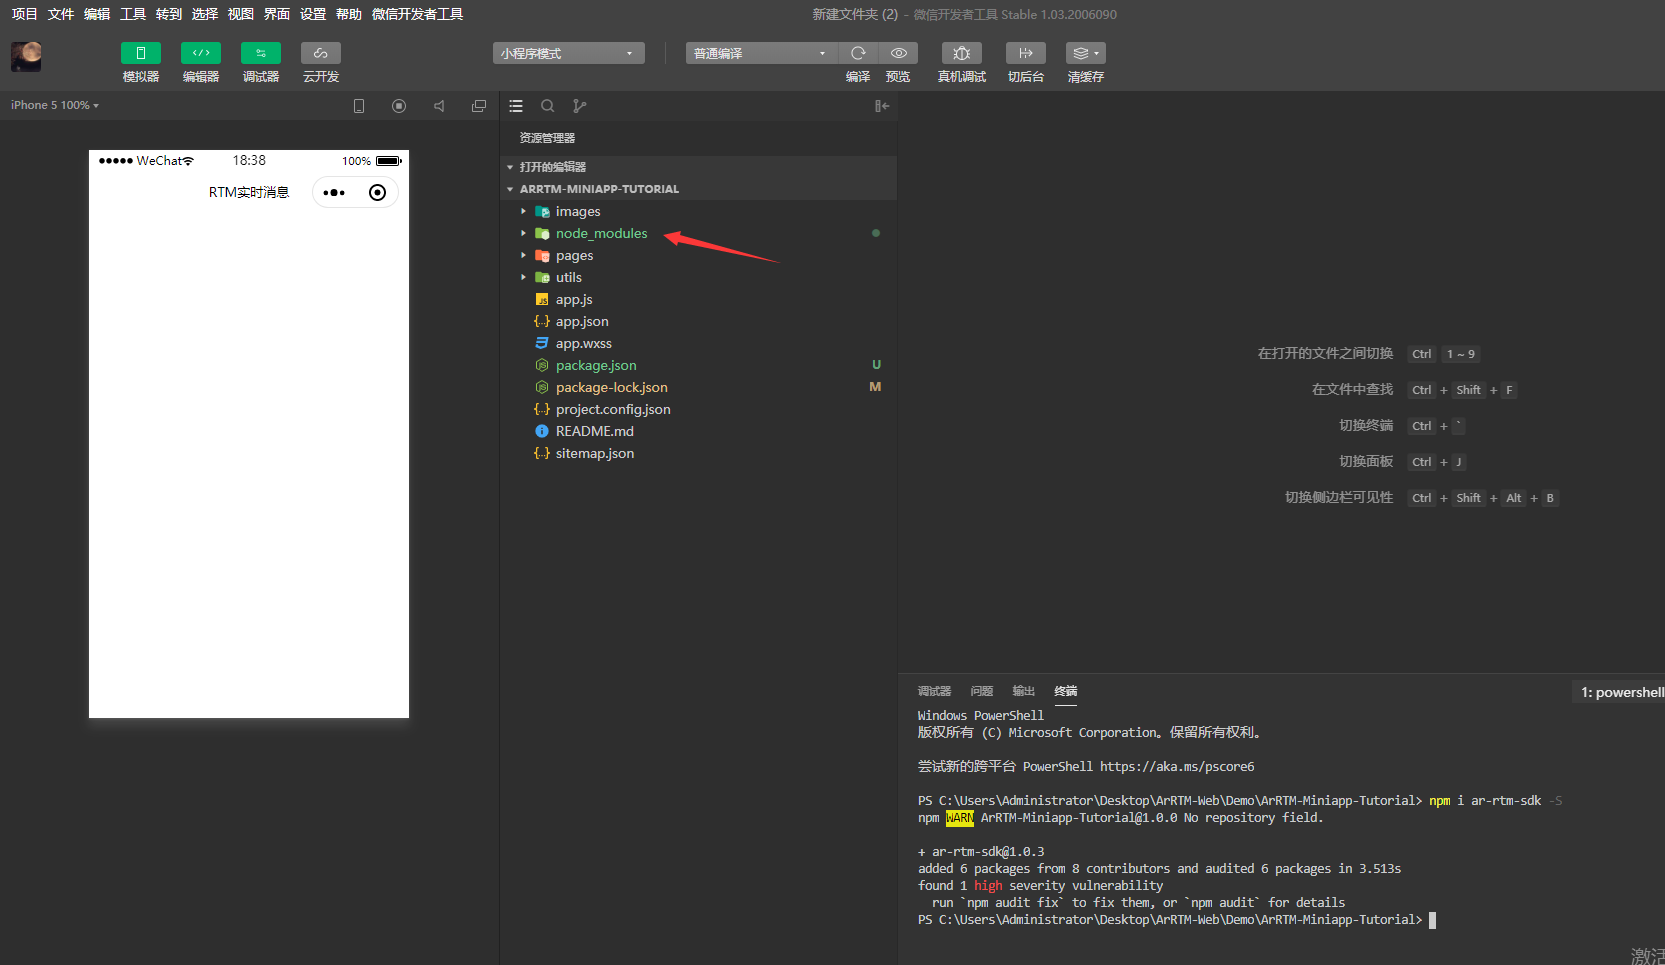 项目 文件 编辑 工具 转到 选择 视图 界面 设置 帮助 微信开发者工具
新建文件夹 (2) - 微信开发者工具 Stable 1.03.2006090
小程序模式
普通编译
模拟器 编辑器 调试器 云开发
编译 预览 真机调试 切后台 清缓存
iPhone 5 100%
WeChat 18:38 100%
RTM实时消息
资源管理器
打开的编辑器
ARRTM-MINIAPP-TUTORIAL
images
node_modules
pages
utils
JS app.js
{..} app.json
app.wxss
package.json U
package-lock.json M
{..} project.config.json
README.md
{..} sitemap.json
在打开的文件之间切换 Ctrl 1 ~ 9
在文件中查找 Ctrl + Shift + F
切换终端 Ctrl + `
切换面板 Ctrl + J
切换侧边栏可见性 Ctrl + Shift + Alt + B
调试器 问题 输出 终端
1: powershell
Windows PowerShell
版权所有 (C) Microsoft Corporation。保留所有权利。
尝试新的跨平台 PowerShell https://aka.ms/pscore6
PS C:\Users\Administrator\Desktop\ArRTM-Web\Demo\ArRTM-Miniapp-Tutorial> npm i ar-rtm-sdk -S
npm WARN ArRTM-Miniapp-Tutorial@1.0.0 No repository field.
+ ar-rtm-sdk@1.0.3
added 6 packages from 8 contributors and audited 6 packages in 3.513s
found 1 high severity vulnerability
run `npm audit fix` to fix them, or `npm audit` for details
PS C:\Users\Administrator\Desktop\ArRTM-Web\Demo\ArRTM-Miniapp-Tutorial>
激活